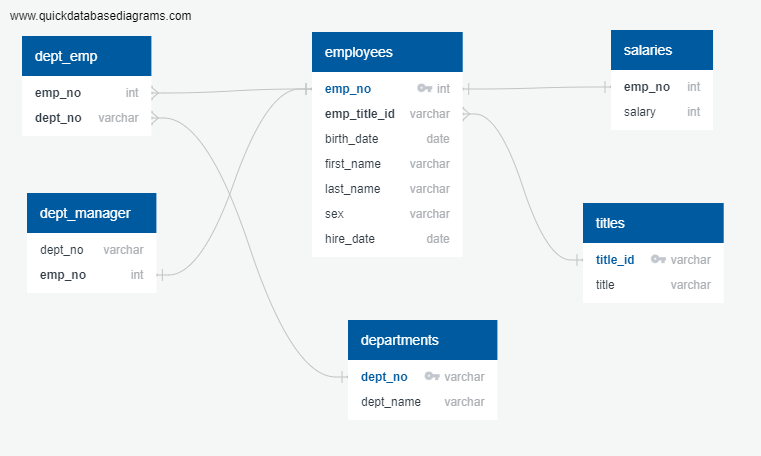 www.quickdatabasediagrams.com
dept_emp
emp_no int
dept_no varchar
employees
emp_no int
emp_title_id varchar
birth_date date
first_name varchar
last_name varchar
sex varchar
hire_date date
salaries
emp_no int
salary int
dept_manager
dept_no varchar
emp_no int
titles
title_id varchar
title varchar
departments
dept_no varchar
dept_name varchar